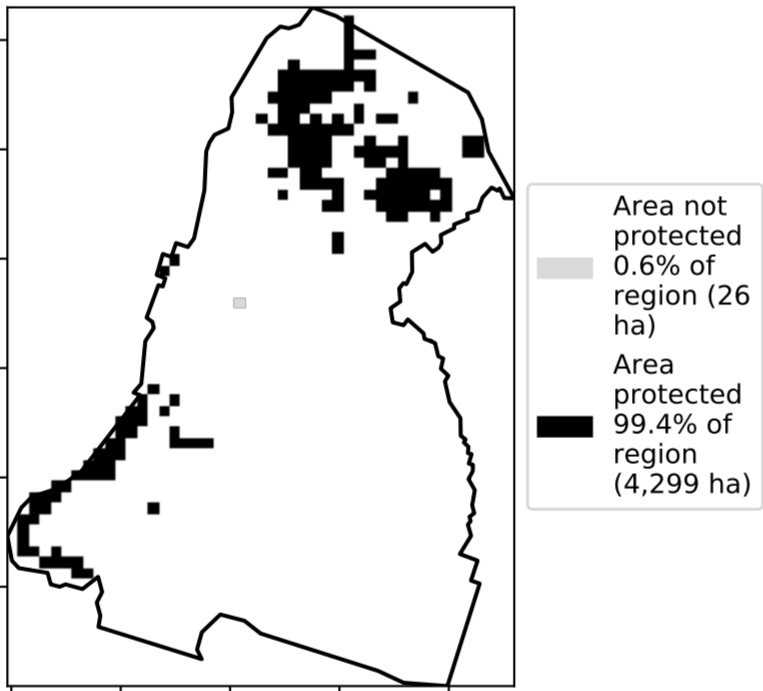 Area not
protected
0.6% of
region (26
ha)
Area
protected
99.4% of
region
(4,299 ha)